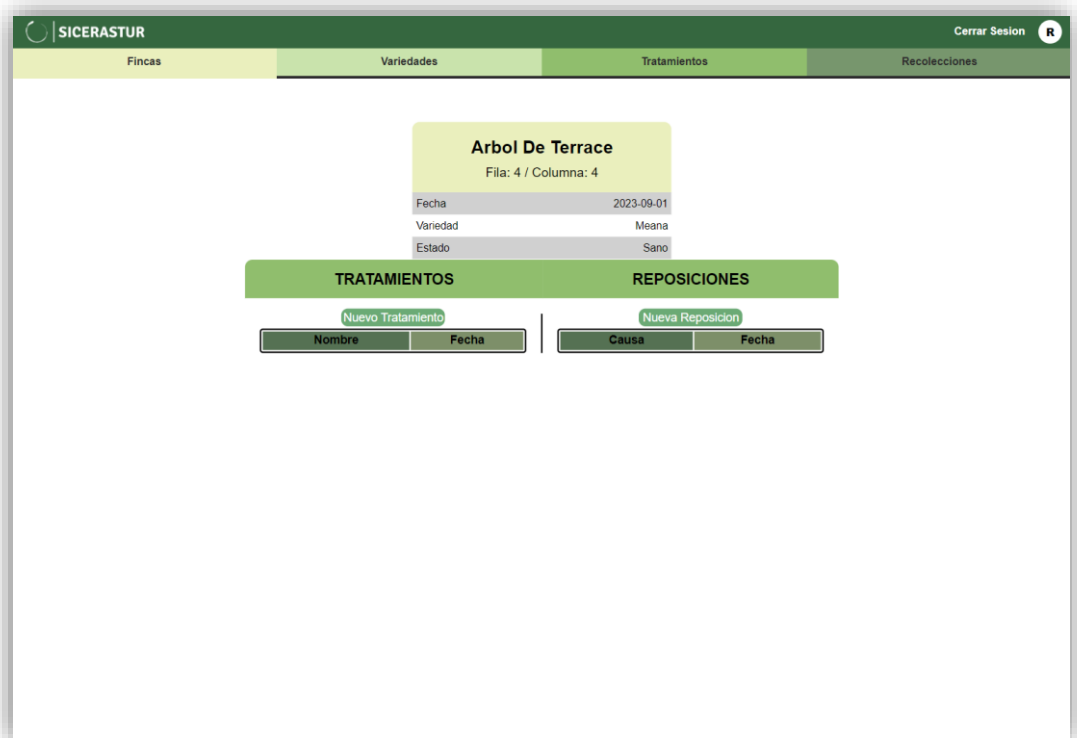 SICERASTUR
Cerrar Sesion R
Fincas Variedades Tratamientos Recolecciones
Arbol De Terrace
Fila: 4 / Columna: 4
Fecha 2023-09-01
Variedad Meana
Estado Sano
TRATAMIENTOS REPOSICIONES
Nuevo Tratamiento Nueva Reposicion
Nombre Fecha Causa Fecha